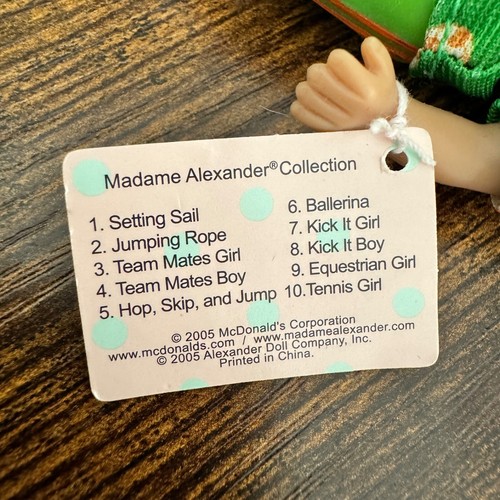 Madame Alexander® Collection
1. Setting Sail
2. Jumping Rope
3. Team Mates Girl
4. Team Mates Boy
5. Hop, Skip, and Jump
6. Ballerina
7. Kick It Girl
8. Kick It Boy
9. Equestrian Girl
10.Tennis Girl
© 2005 McDonald's Corporation
www.mcdonalds.com / www.madamealexander.com
© 2005 Alexander Doll Company, Inc.
Printed in China.